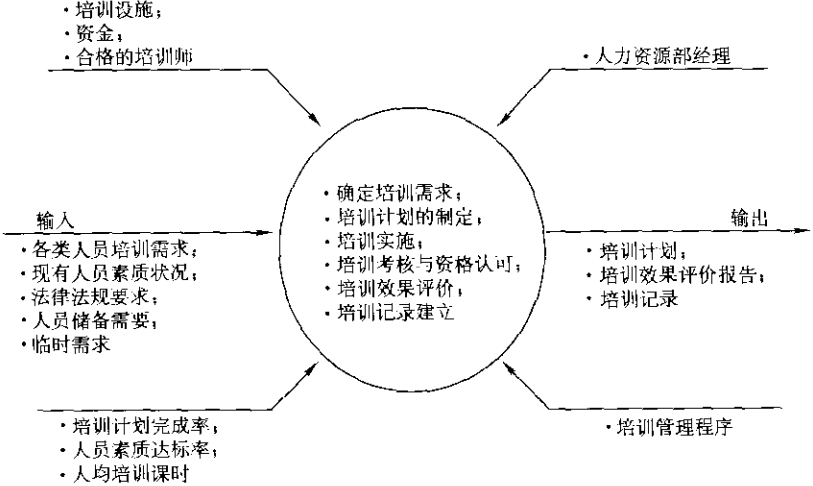 ·培训设施；
·资金；
·合格的培训师
·人力资源部经理
输入
·各类人员培训需求；
·现有人员素质状况；
·法律法规要求；
·人员储备需要；
·临时需求
·确定培训需求；
·培训计划的制定；
·培训实施；
·培训考核与资格认可；
·培训效果评价；
·培训记录建立
输出
·培训计划；
·培训效果评价报告；
·培训记录
·培训计划完成率；
·人员素质达标率；
·人均培训课时
·培训管理程序